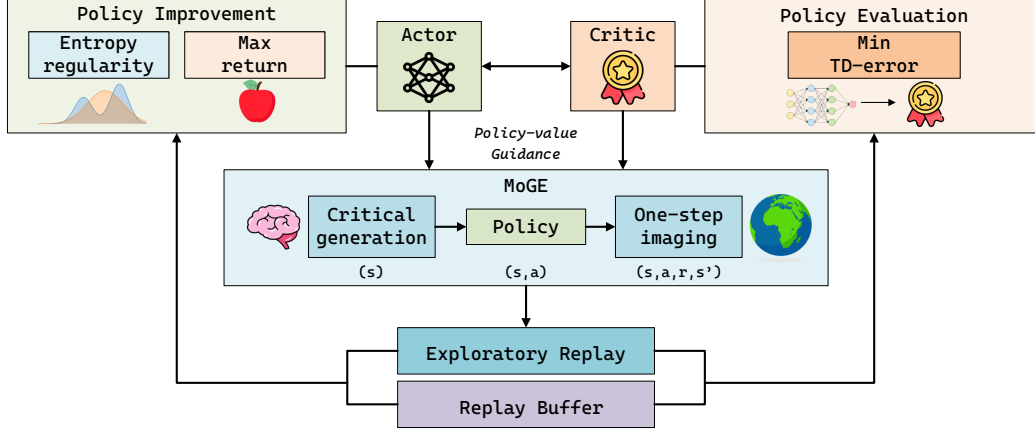 Policy Improvement
Entropy
regularity
Max
return
Actor
Critic
Policy Evaluation
Min
TD-error
Policy-value
Guidance
MoGE
Critical
generation
Policy
One-step
imaging
(s)
(s,a)
(s,a,r,s’)
Exploratory Replay
Replay Buffer